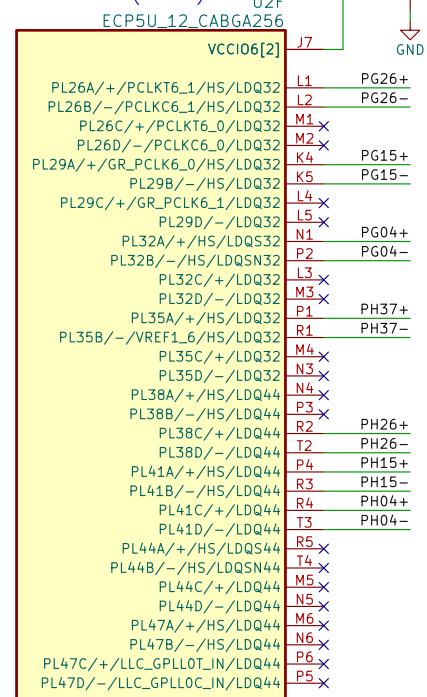 U2F
ECP5U_12_CABGA256
VCCIO6[2] J7
GND
PL26A/+/PCLKT6_1/HS/LDQ32 L1 PG26+
PL26B/-/PCLKC6_1/HS/LDQ32 L2 PG26-
PL26C/+/PCLKT6_0/LDQ32 M1
PL26D/-/PCLKC6_0/LDQ32 M2
PL29A/+/GR_PCLK6_0/HS/LDQ32 K4 PG15+
PL29B/-/HS/LDQ32 K5 PG15-
PL29C/+/GR_PCLK6_1/LDQ32 L4
PL29D/-/LDQ32 L5
PL32A/+/HS/LDQS32 N1 PG04+
PL32B/-/HS/LDQSN32 P2 PG04-
PL32C/+/LDQ32 L3
PL32D/-/LDQ32 M3
PL35A/+/HS/LDQ32 P1 PH37+
PL35B/-/VREF1_6/HS/LDQ32 R1 PH37-
PL35C/+/LDQ32 M4
PL35D/-/LDQ32 N3
PL38A/+/HS/LDQ44 N4
PL38B/-/HS/LDQ44 P3
PL38C/+/LDQ44 R2 PH26+
PL38D/-/LDQ44 T2 PH26-
PL41A/+/HS/LDQ44 P4 PH15+
PL41B/-/HS/LDQ44 R3 PH15-
PL41C/+/LDQ44 R4 PH04+
PL41D/-/LDQ44 T3 PH04-
PL44A/+/HS/LDQS44 R5
PL44B/-/HS/LDQSN44 T4
PL44C/+/LDQ44 M5
PL44D/-/LDQ44 N5
PL47A/+/HS/LDQ44 M6
PL47B/-/HS/LDQ44 N6
PL47C/+/LLC_GPLL0T_IN/LDQ44 P6
PL47D/-/LLC_GPLL0C_IN/LDQ44 P5